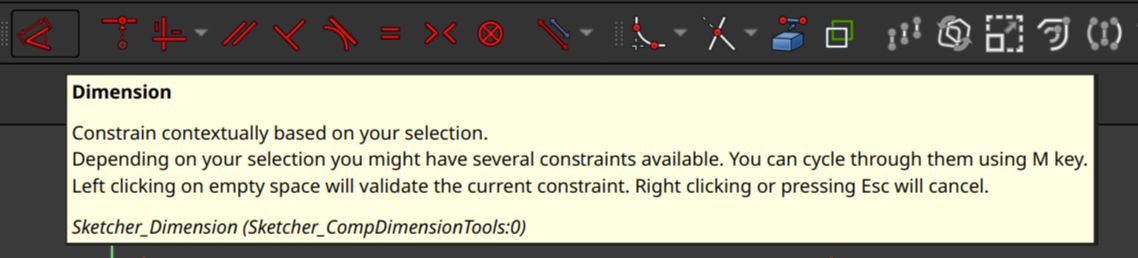 Dimension
Constrain contextually based on your selection.
Depending on your selection you might have several constraints available. You can cycle through them using M key.
Left clicking on empty space will validate the current constraint. Right clicking or pressing Esc will cancel.
Sketcher_Dimension (Sketcher_CompDimensionTools:0)